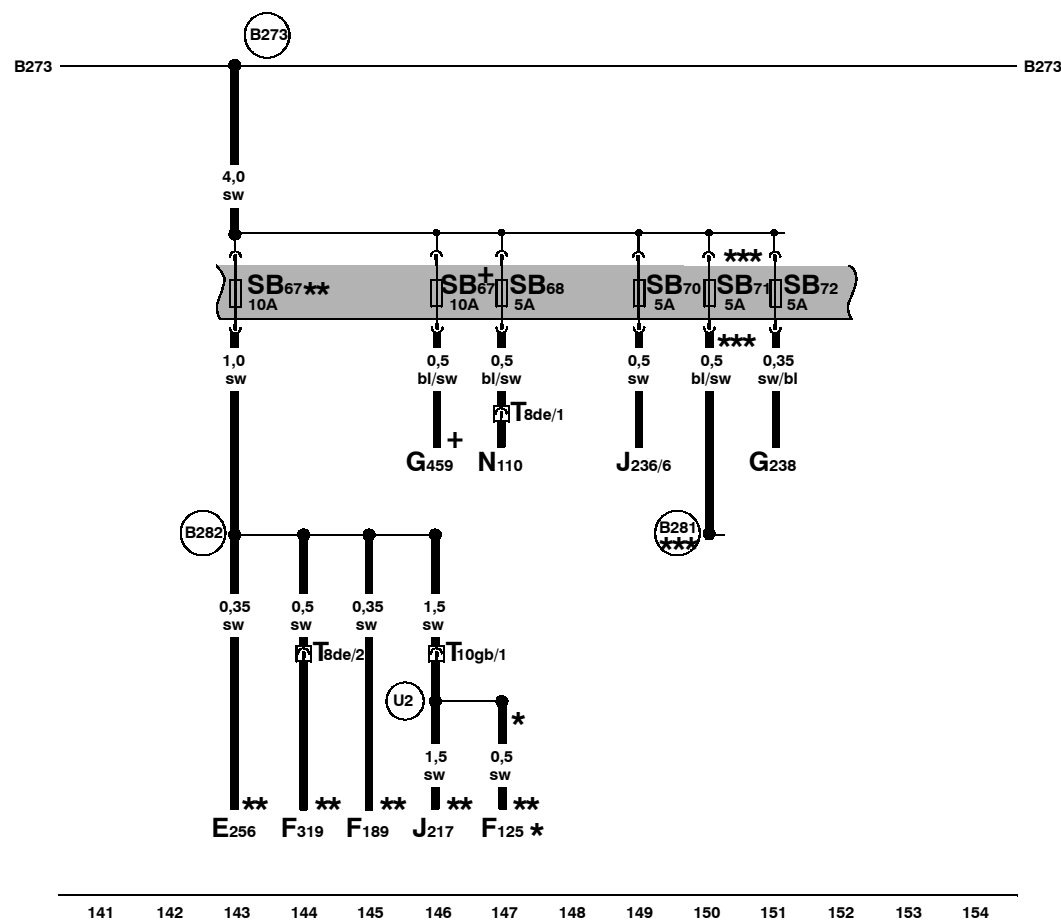 B273
B273 B273
4,0
sw
***
SB67** SB67+ SB68 SB70 SB71 SB72
10A 10A 5A 5A 5A 5A
***
1,0 0,5 0,5 0,5 0,5 0,35
sw bl/sw bl/sw sw bl/sw sw/bl
T8de/1
+
G459 N110 J236/6 G238
B282 B281
***
0,35 0,5 0,35 1,5
sw sw sw sw
T8de/2 T10gb/1
U2
*
1,5 0,5
sw sw
** ** ** ** **
E256 F319 F189 J217 F125 *
141 142 143 144 145 146 147 148 149 150 151 152 153 154